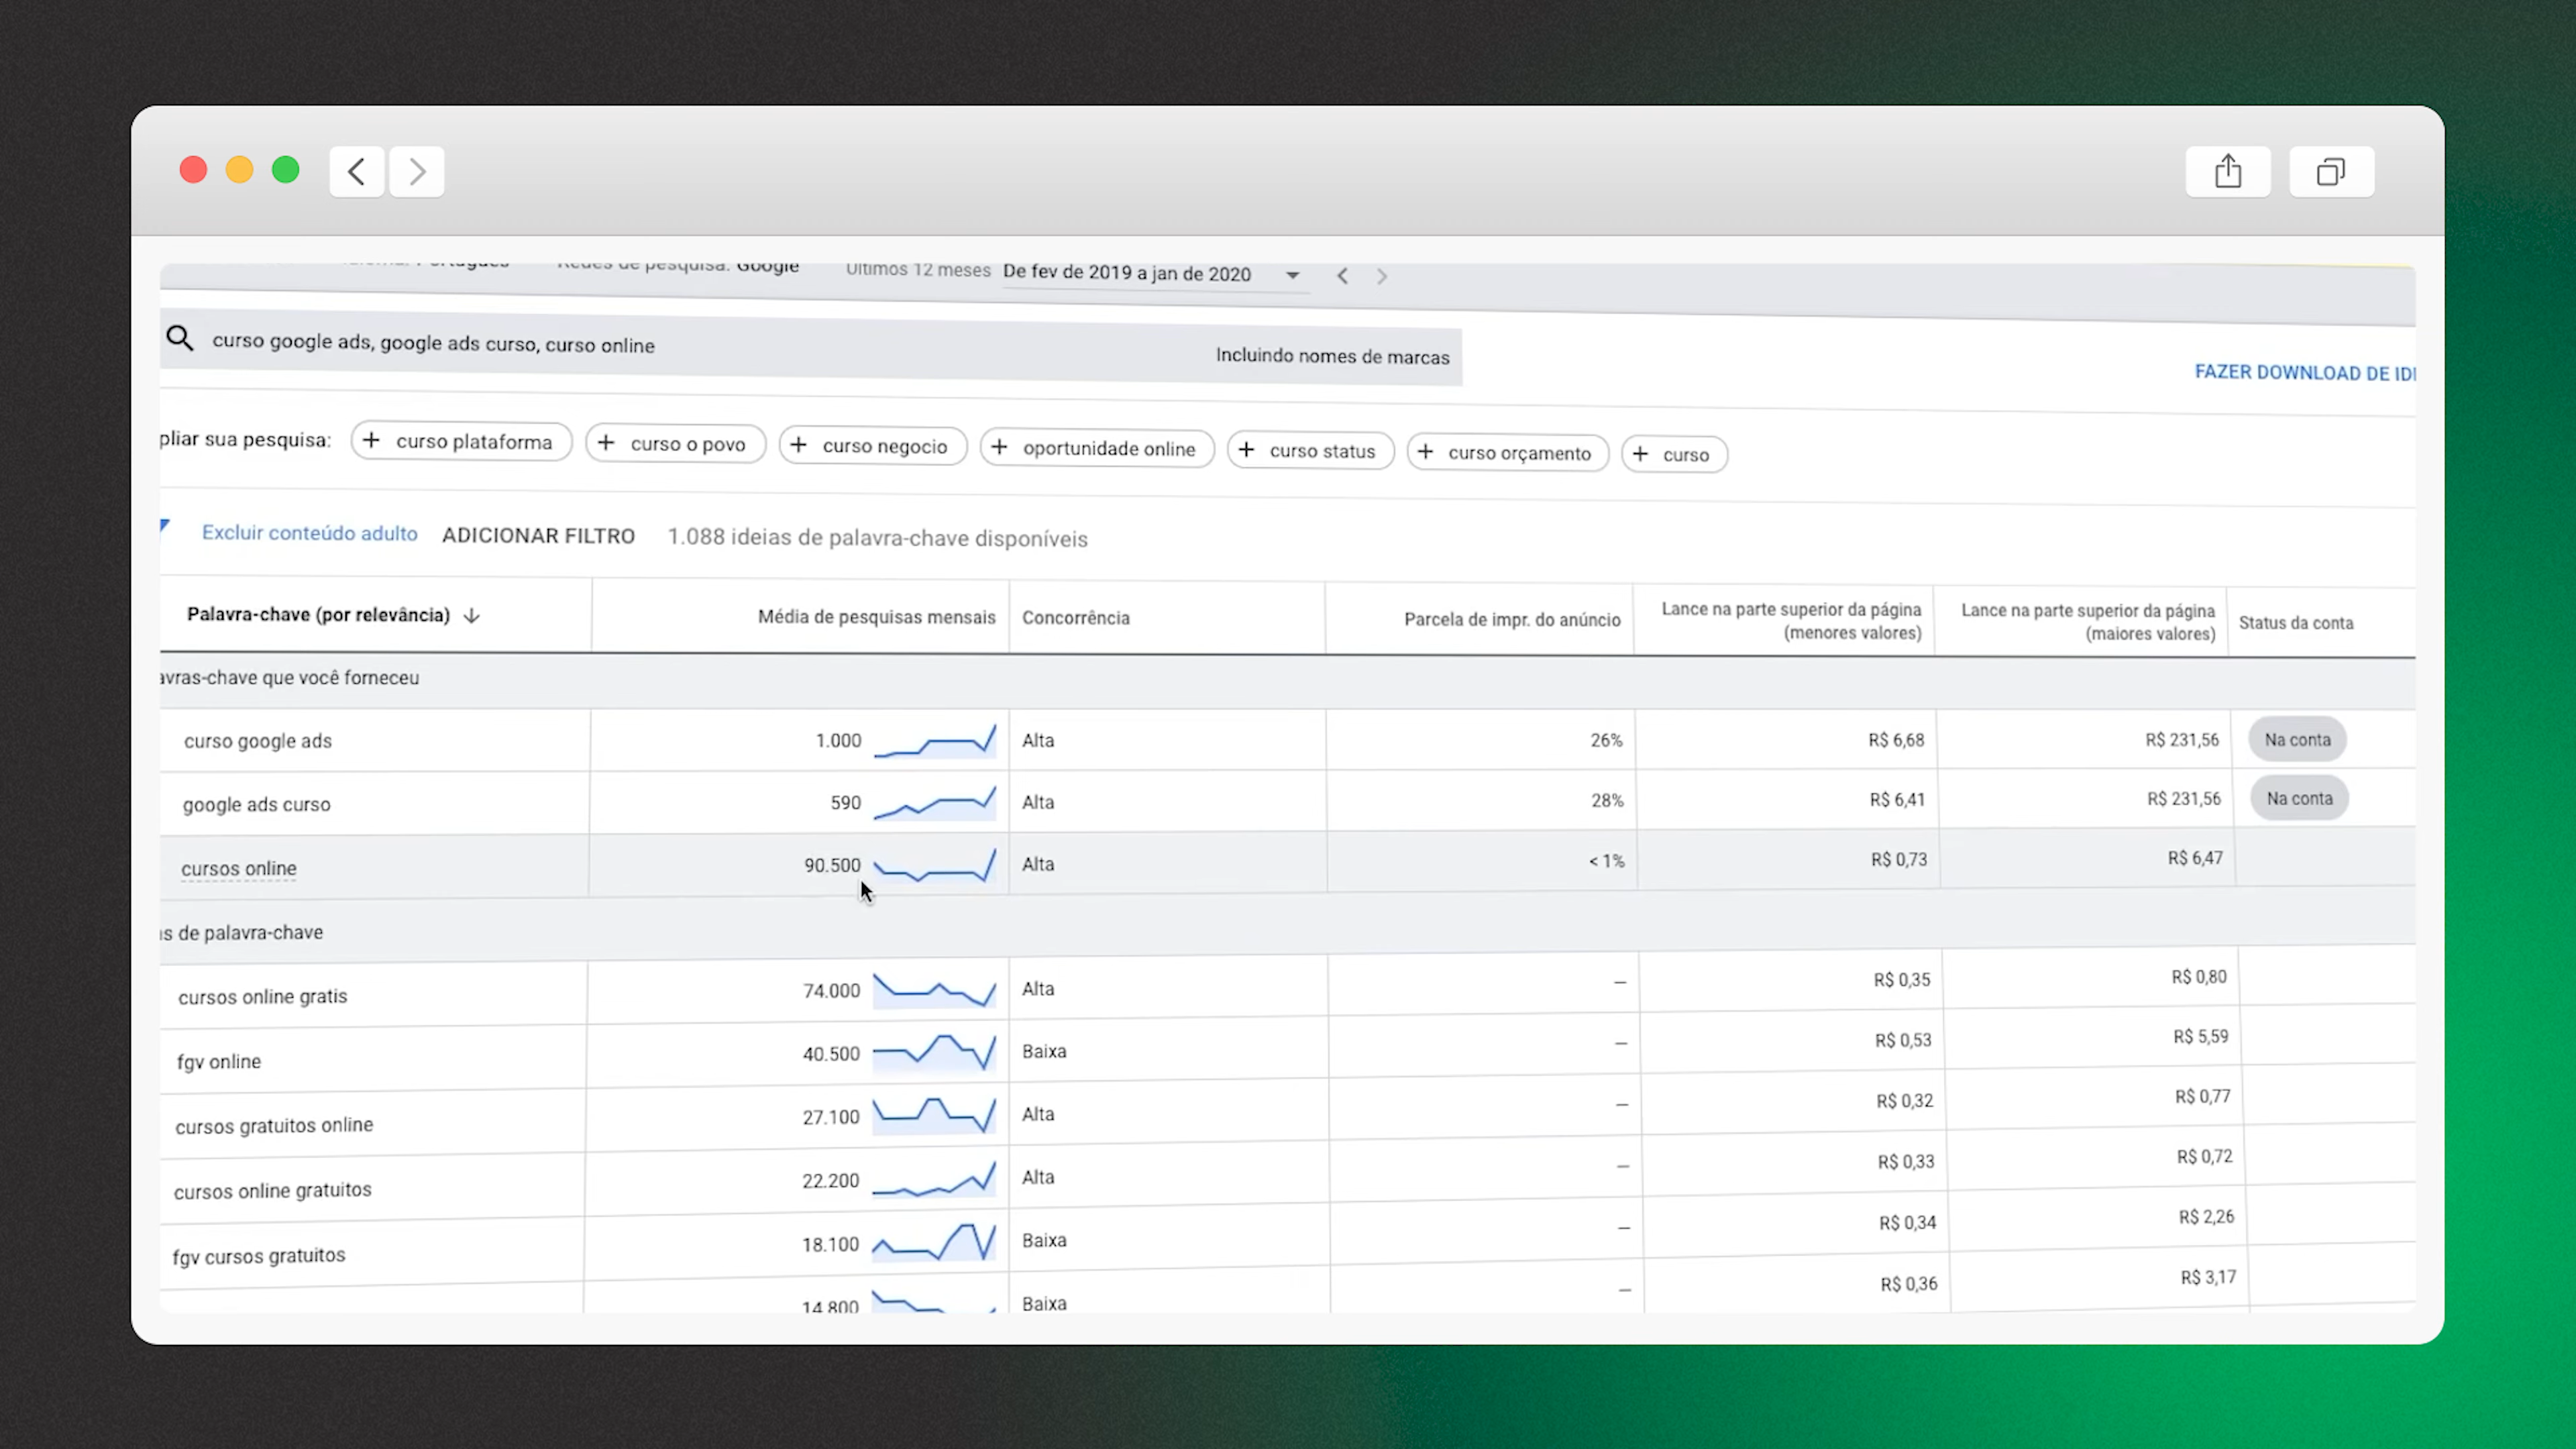 Redes de pesquisa: Google Últimos 12 meses De fev de 2019 a jan de 2020
curso google ads, google ads curso, curso online Incluindo nomes de marcas
FAZER DOWNLOAD DE
pliar sua pesquisa: + curso plataforma + curso o povo + curso negocio + oportunidade online + curso status + curso orçamento + curso
Excluir conteúdo adulto ADICIONAR FILTRO 1.088 ideias de palavra-chave disponíveis
Palavra-chave (por relevância) Média de pesquisas mensais Concorrência Parcela de impr. do anúncio Lance na parte superior da página (menores valores) Lance na parte superior da página (maiores valores) Status da conta
avras-chave que você forneceu
curso google ads 1.000 Alta 26% R$ 6,68 R$ 231,56 Na conta
google ads curso 590 Alta 28% R$ 6,41 R$ 231,56 Na conta
cursos online 90.500 Alta < 1% R$ 0,73 R$ 6,47
s de palavra-chave
cursos online gratis 74.000 Alta – R$ 0,35 R$ 0,80
fgv online 40.500 Baixa – R$ 0,53 R$ 5,59
cursos gratuitos online 27.100 Alta – R$ 0,32 R$ 0,77
cursos online gratuitos 22.200 Alta – R$ 0,33 R$ 0,72
fgv cursos gratuitos 18.100 Baixa – R$ 0,34 R$ 2,26
14.800 Baixa – R$ 0,36 R$ 3,17